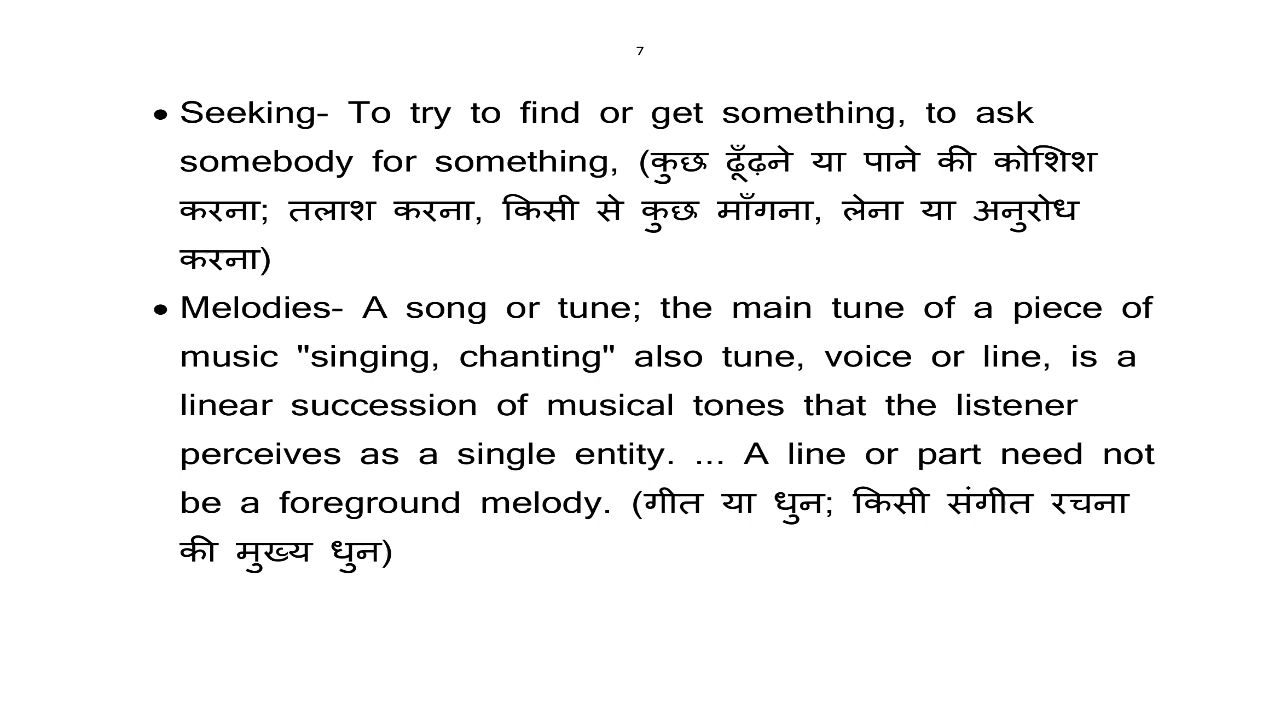 7
• Seeking- To try to find or get something, to ask
somebody for something, (कुछ ढूँढ़ने या पाने की कोशिश
करना; तलाश करना, किसी से कुछ माँगना, लेना या अनुरोध
करना)
• Melodies- A song or tune; the main tune of a piece of
music "singing, chanting" also tune, voice or line, is a
linear succession of musical tones that the listener
perceives as a single entity. ... A line or part need not
be a foreground melody. (गीत या धुन; किसी संगीत रचना
की मुख्य धुन)